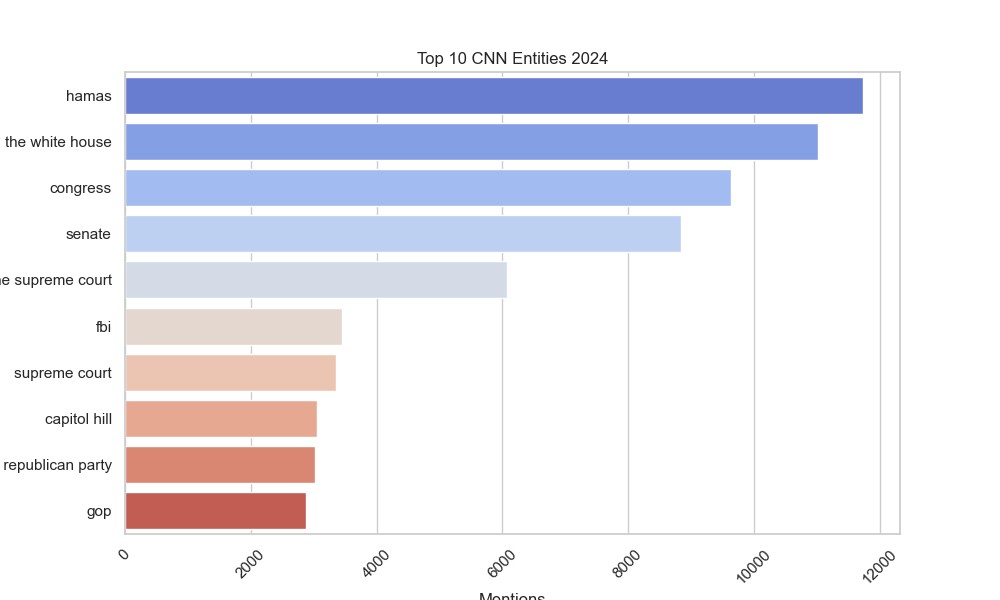 Top 10 CNN Entities 2024
hamas
the white house
congress
senate
supreme court
fbi
supreme court
capitol hill
republican party
gop
0
2000
4000
6000
8000
10000
12000
Mentions